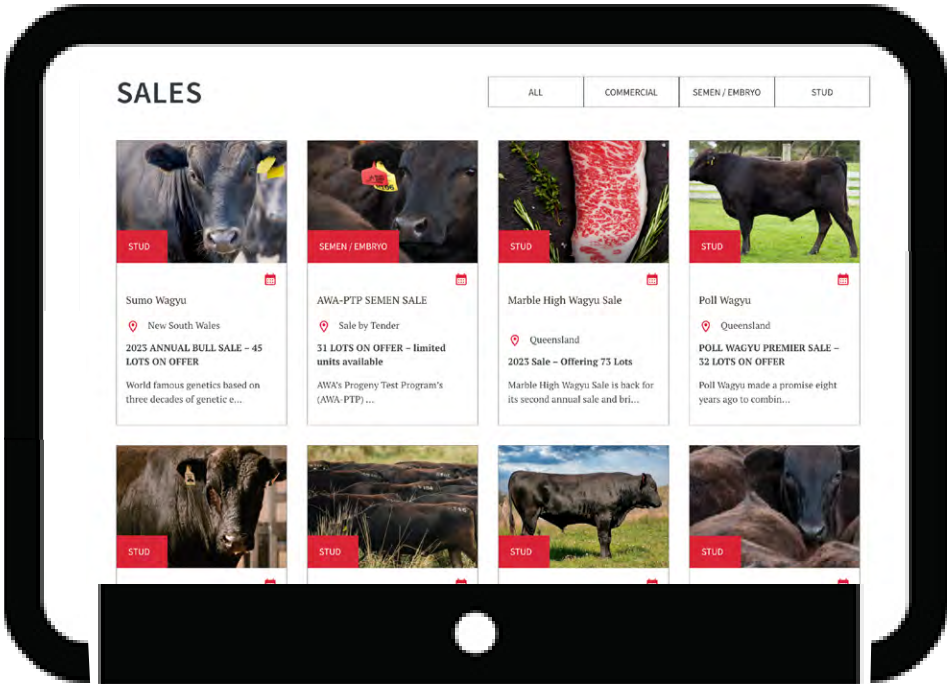 SALES
ALL
COMMERCIAL
SEMEN / EMBRYO
STUD
STUD
Sumo Wagyu
New South Wales
2023 ANNUAL BULL SALE – 45
LOTS ON OFFER
World famous genetics based on
three decades of genetic e...
SEMEN / EMBRYO
AWA-PTP SEMEN SALE
Sale by Tender
31 LOTS ON OFFER – limited
units available
AWA's Progeny Test Program's
(AWA-PTP) ...
STUD
Marble High Wagyu Sale
Queensland
2023 Sale – Offering 73 Lots
Marble High Wagyu Sale is back for
its second annual sale and bri...
STUD
Poll Wagyu
Queensland
POLL WAGYU PREMIER SALE –
32 LOTS ON OFFER
Poll Wagyu made a promise eight
years ago to combin...
STUD
STUD
STUD
STUD